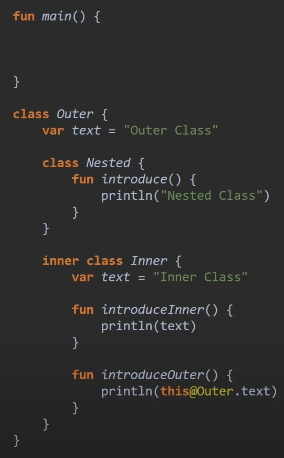 fun main() {
}
class Outer {
    var text = "Outer Class"
    class Nested {
        fun introduce() {
            println("Nested Class")
        }
    }
    inner class Inner {
        var text = "Inner Class"
        fun introduceInner() {
            println(text)
        }
        fun introduceOuter() {
            println(this@Outer.text)
        }
    }
}